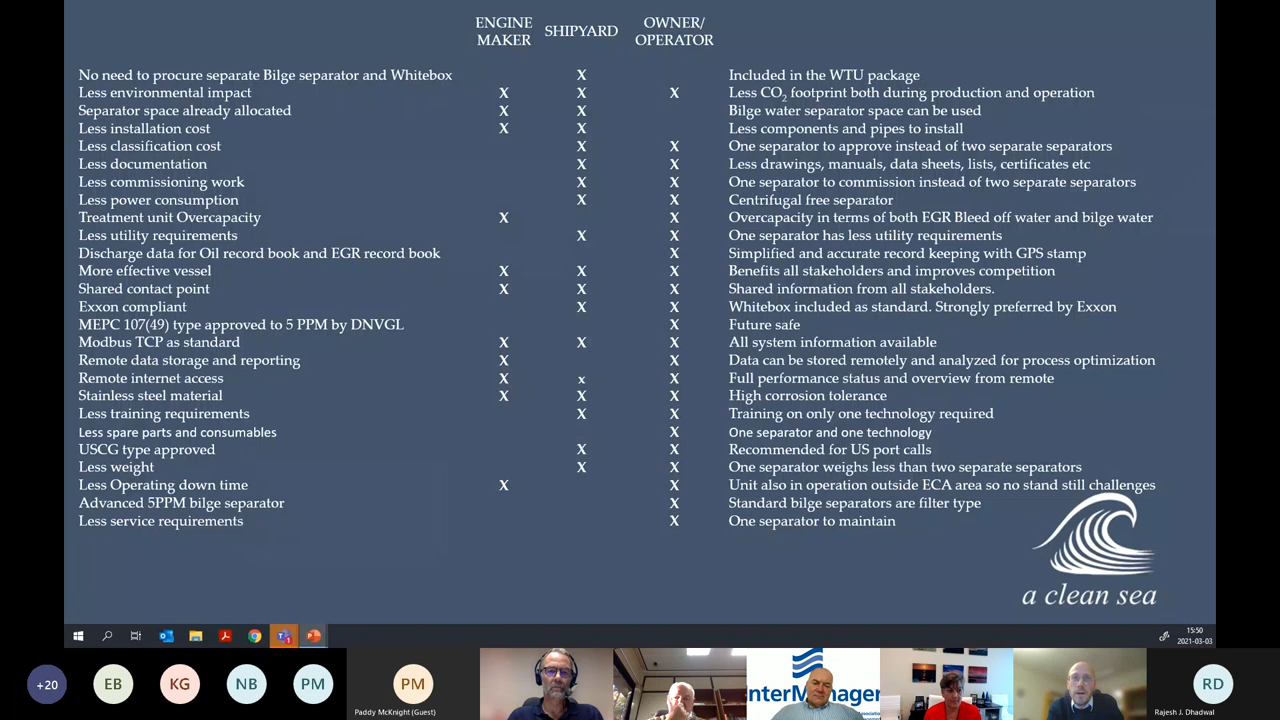 ENGINE MAKER SHIPYARD OWNER/ OPERATOR
No need to procure separate Bilge separator and Whitebox X Included in the WTU package
Less environmental impact X X X Less CO2 footprint both during production and operation
Separator space already allocated X X Bilge water separator space can be used
Less installation cost X X Less components and pipes to install
Less classification cost X X One separator to approve instead of two separate separators
Less documentation X X Less drawings, manuals, data sheets, lists, certificates etc
Less commissioning work X X One separator to commission instead of two separate separators
Less power consumption X X Centrifugal free separator
Treatment unit Overcapacity X X Overcapacity in terms of both EGR Bleed off water and bilge water
Less utility requirements X X One separator has less utility requirements
Discharge data for Oil record book and EGR record book X Simplified and accurate record keeping with GPS stamp
More effective vessel X X X Benefits all stakeholders and improves competition
Shared contact point X X X Shared information from all stakeholders.
Exxon compliant X X Whitebox included as standard. Strongly preferred by Exxon
MEPC 107(49) type approved to 5 PPM by DNVGL X Future safe
Modbus TCP as standard X X X All system information available
Remote data storage and reporting X X Data can be stored remotely and analyzed for process optimization
Remote internet access X x X Full performance status and overview from remote
Stainless steel material X X X High corrosion tolerance
Less training requirements X X Training on only one technology required
Less spare parts and consumables X One separator and one technology
USCG type approved X X Recommended for US port calls
Less weight X X One separator weighs less than two separate separators
Less Operating down time X X Unit also in operation outside ECA area so no stand still challenges
Advanced 5PPM bilge separator X Standard bilge separators are filter type
Less service requirements X One separator to maintain
a clean sea
15:50
2021-03-03
+20 EB KG NB PM PM nterManager RD
Paddy McKnight (Guest) Rajesh J. Dhadwal